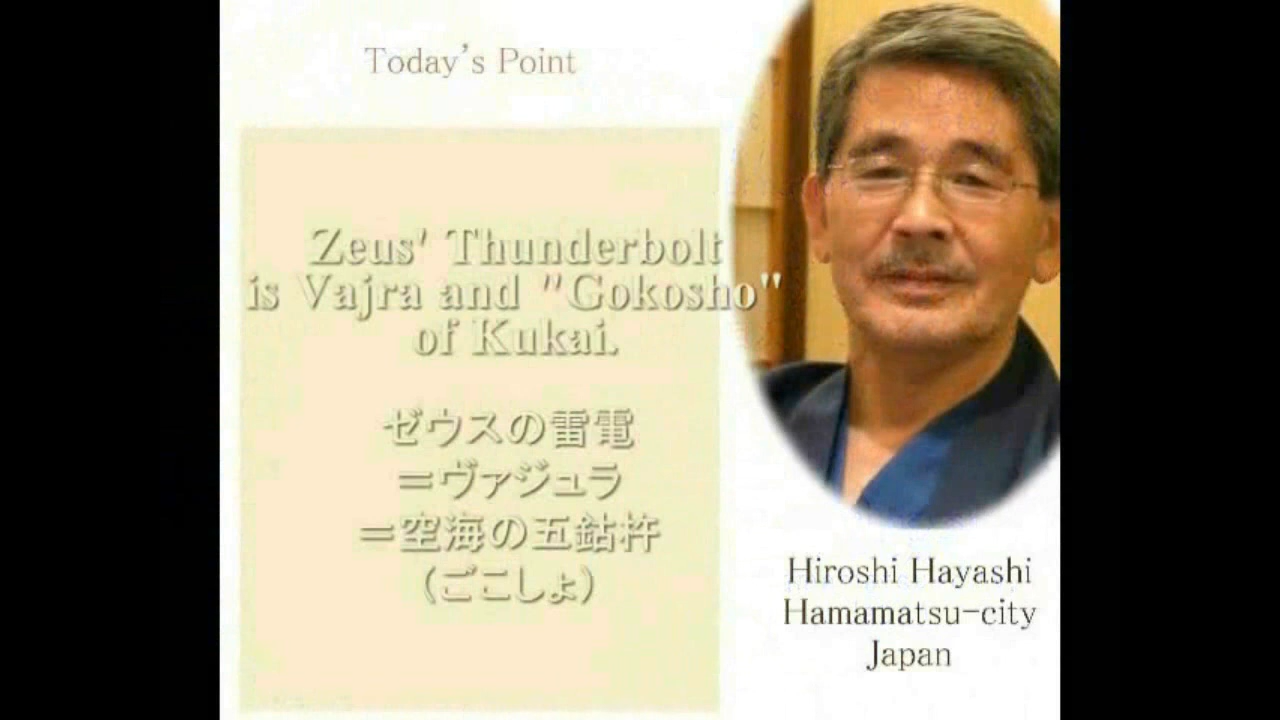 Today's Point
Zeus' Thunderbolt
is Vajra and "Gokosho"
of Kukai.
ゼウスの雷電
＝ヴァジュラ
＝空海の五鈷杵
（ごこしょ）
Hiroshi Hayashi
Hamamatsu-city
Japan